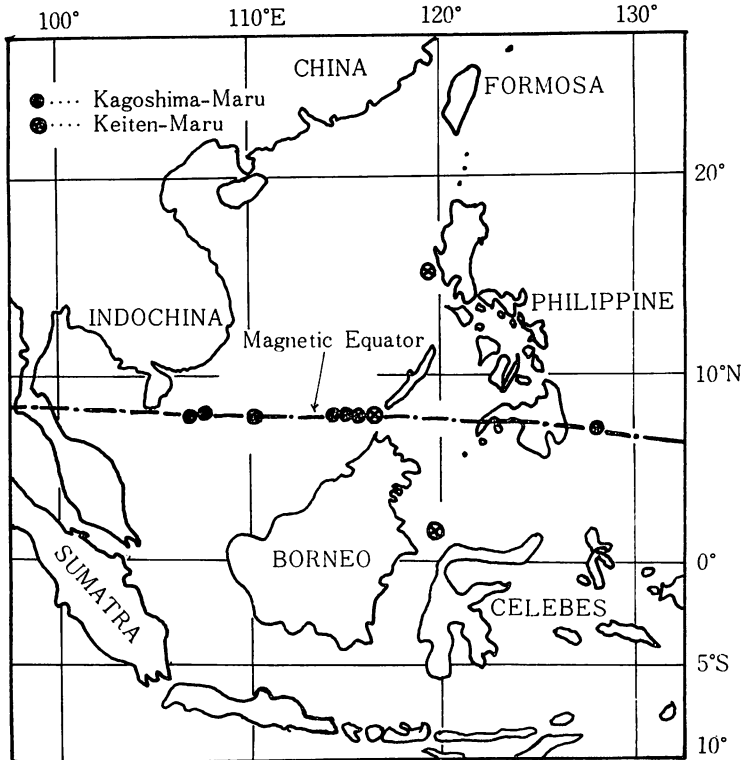 100° 110°E 120° 130°
CHINA
FORMOSA
●···· Kagoshima-Maru
⊗···· Keiten-Maru
20°
INDOCHINA
PHILIPPINE
Magnetic Equator
10°N
BORNEO
0°
SUMATRA
CELEBES
5°S
10°